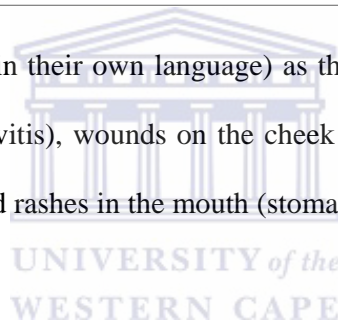 in their own language) as th
vitis), wounds on the cheek
d rashes in the mouth (stoma
UNIVERSITY of the
WESTERN CAPE